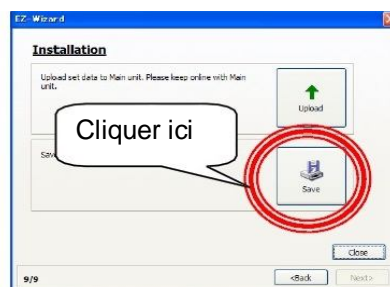 EZ-Wizard
Installation
Upload set data to Main unit. Please keep online with Main
unit.
Upload
Cliquer ici
Save
Close
9/9
<Back
Next>